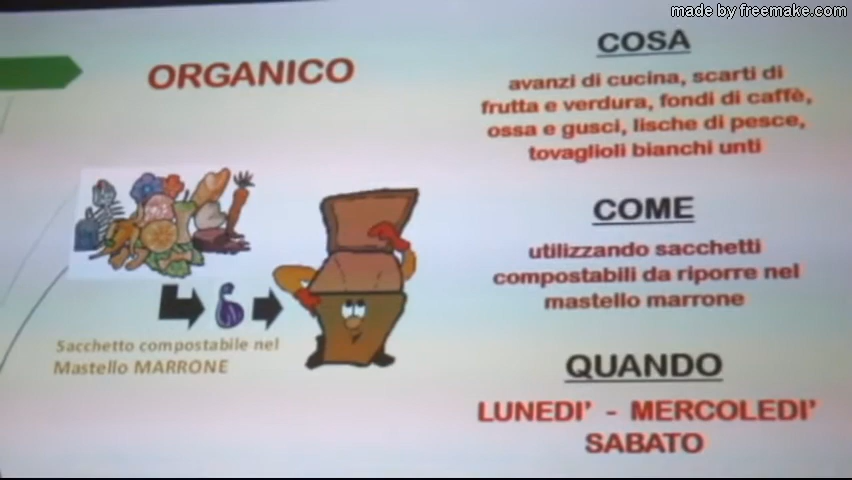 made by freemake.com
ORGANICO
COSA
avanzi di cucina, scarti di
frutta e verdura, fondi di caffè,
ossa e gusci, lische di pesce,
tovaglioli bianchi unti
COME
utilizzando sacchetti
compostabili da riporre nel
mastello marrone
Sacchetto compostabile nel
Mastello MARRONE
QUANDO
LUNEDI' - MERCOLEDI'
SABATO